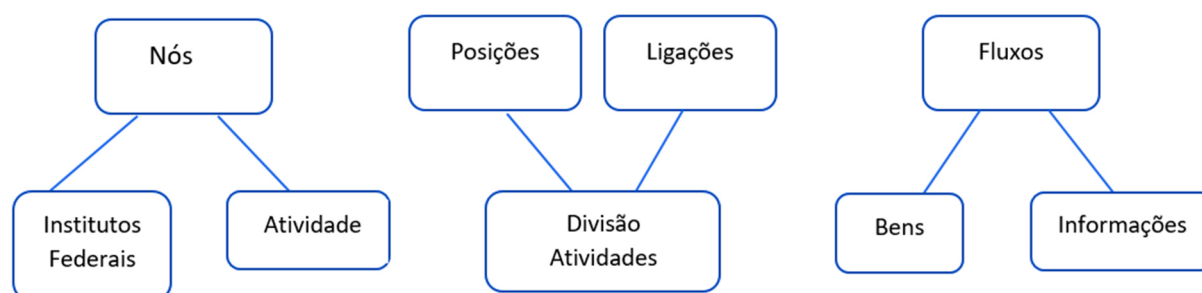 Nós
Posições
Ligações
Fluxos
Institutos
Federais
Atividade
Divisão
Atividades
Bens
Informações